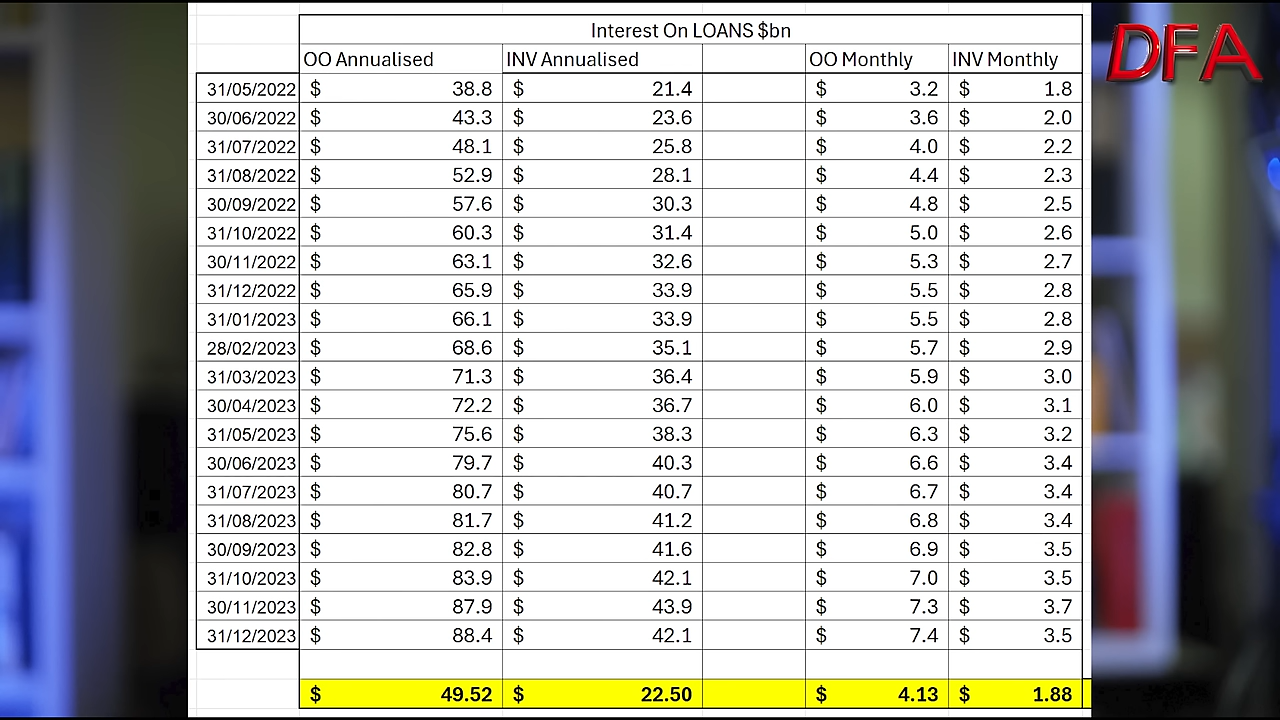 DFA
Interest On LOANS $bn
OO Annualised INV Annualised OO Monthly INV Monthly
31/05/2022 $ 38.8 $ 21.4 $ 3.2 $ 1.8
30/06/2022 $ 43.3 $ 23.6 $ 3.6 $ 2.0
31/07/2022 $ 48.1 $ 25.8 $ 4.0 $ 2.2
31/08/2022 $ 52.9 $ 28.1 $ 4.4 $ 2.3
30/09/2022 $ 57.6 $ 30.3 $ 4.8 $ 2.5
31/10/2022 $ 60.3 $ 31.4 $ 5.0 $ 2.6
30/11/2022 $ 63.1 $ 32.6 $ 5.3 $ 2.7
31/12/2022 $ 65.9 $ 33.9 $ 5.5 $ 2.8
31/01/2023 $ 66.1 $ 33.9 $ 5.5 $ 2.8
28/02/2023 $ 68.6 $ 35.1 $ 5.7 $ 2.9
31/03/2023 $ 71.3 $ 36.4 $ 5.9 $ 3.0
30/04/2023 $ 72.2 $ 36.7 $ 6.0 $ 3.1
31/05/2023 $ 75.6 $ 38.3 $ 6.3 $ 3.2
30/06/2023 $ 79.7 $ 40.3 $ 6.6 $ 3.4
31/07/2023 $ 80.7 $ 40.7 $ 6.7 $ 3.4
31/08/2023 $ 81.7 $ 41.2 $ 6.8 $ 3.4
30/09/2023 $ 82.8 $ 41.6 $ 6.9 $ 3.5
31/10/2023 $ 83.9 $ 42.1 $ 7.0 $ 3.5
30/11/2023 $ 87.9 $ 43.9 $ 7.3 $ 3.7
31/12/2023 $ 88.4 $ 42.1 $ 7.4 $ 3.5
$ 49.52 $ 22.50 $ 4.13 $ 1.88